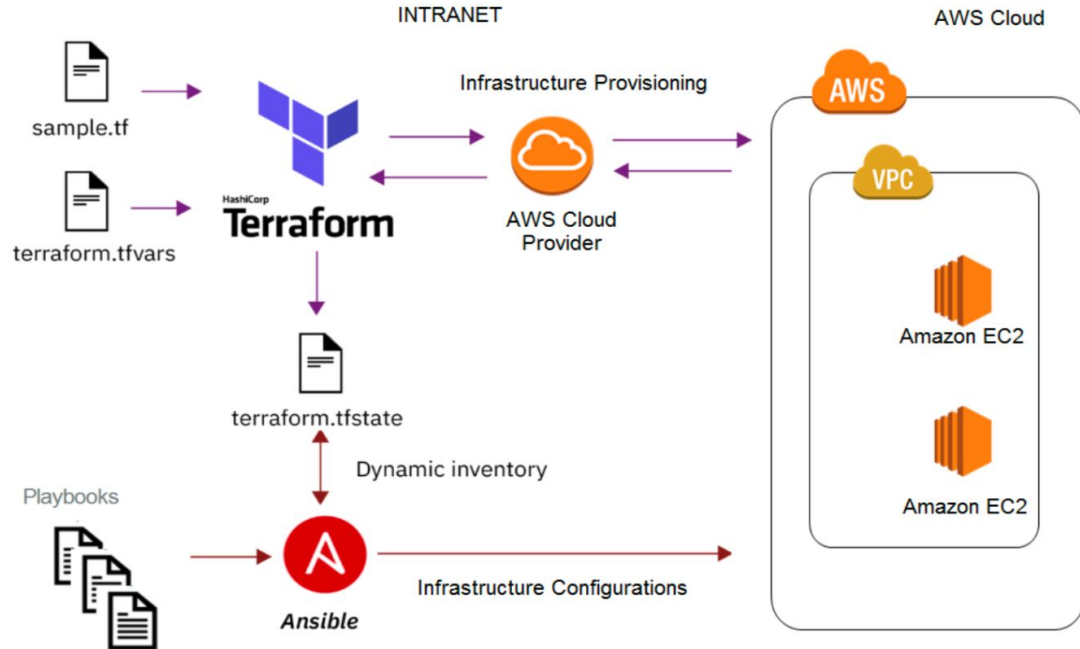 INTRANET
AWS Cloud
Infrastructure Provisioning
AWS
sample.tf
VPC
HashiCorp
Terraform
AWS Cloud
Provider
terraform.tfvars
Amazon EC2
terraform.tfstate
Dynamic inventory
Playbooks
Amazon EC2
Infrastructure Configurations
Ansible